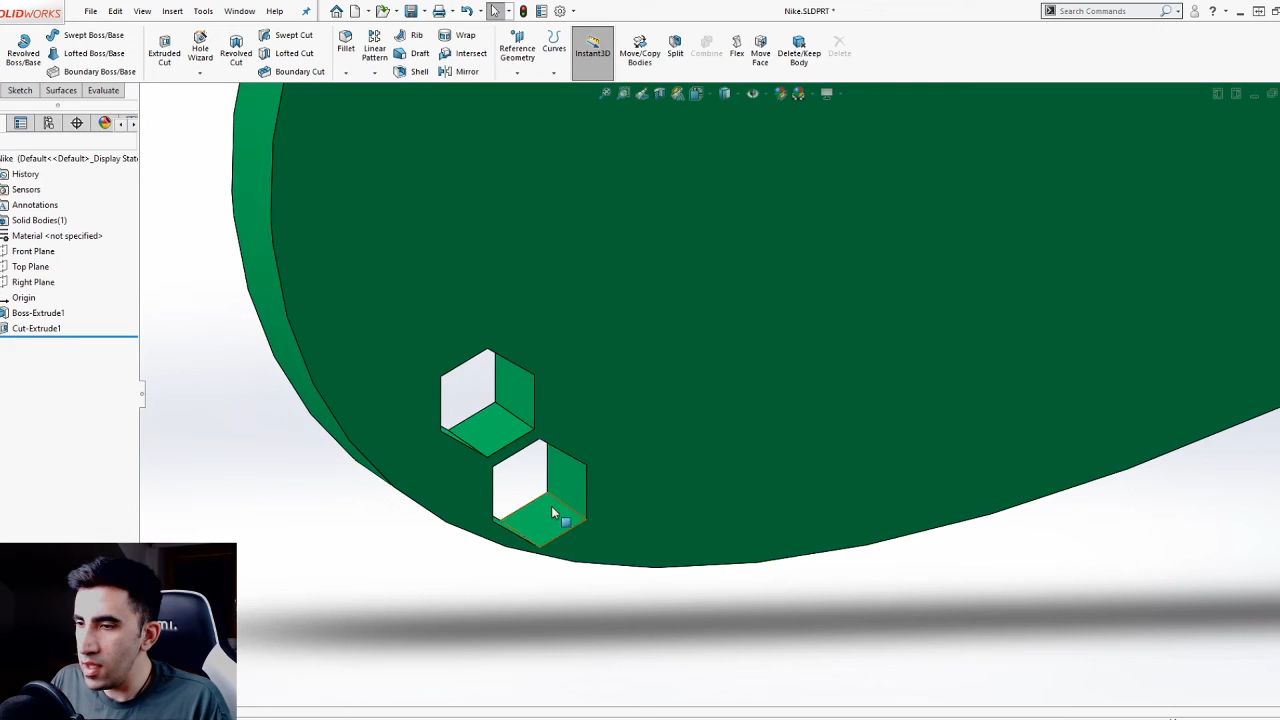 SOLIDWORKS File Edit View Insert Tools Window Help Nike.SLDPRT * Search Commands
Revolved Boss/Base
Swept Boss/Base
Lofted Boss/Base
Boundary Boss/Base
Extruded Cut
Hole Wizard
Revolved Cut
Swept Cut
Lofted Cut
Boundary Cut
Fillet
Linear Pattern
Rib
Draft
Shell
Wrap
Intersect
Mirror
Reference Geometry
Curves
Instant3D
Move/Copy Bodies
Split
Combine
Flex
Move Face
Delete/Keep Body
Delete
Sketch Surfaces Evaluate
Nike (Default<<Default>_Display Stat
History
Sensors
Annotations
Solid Bodies(1)
Material <not specified>
Front Plane
Top Plane
Right Plane
Origin
Boss-Extrude1
Cut-Extrude1